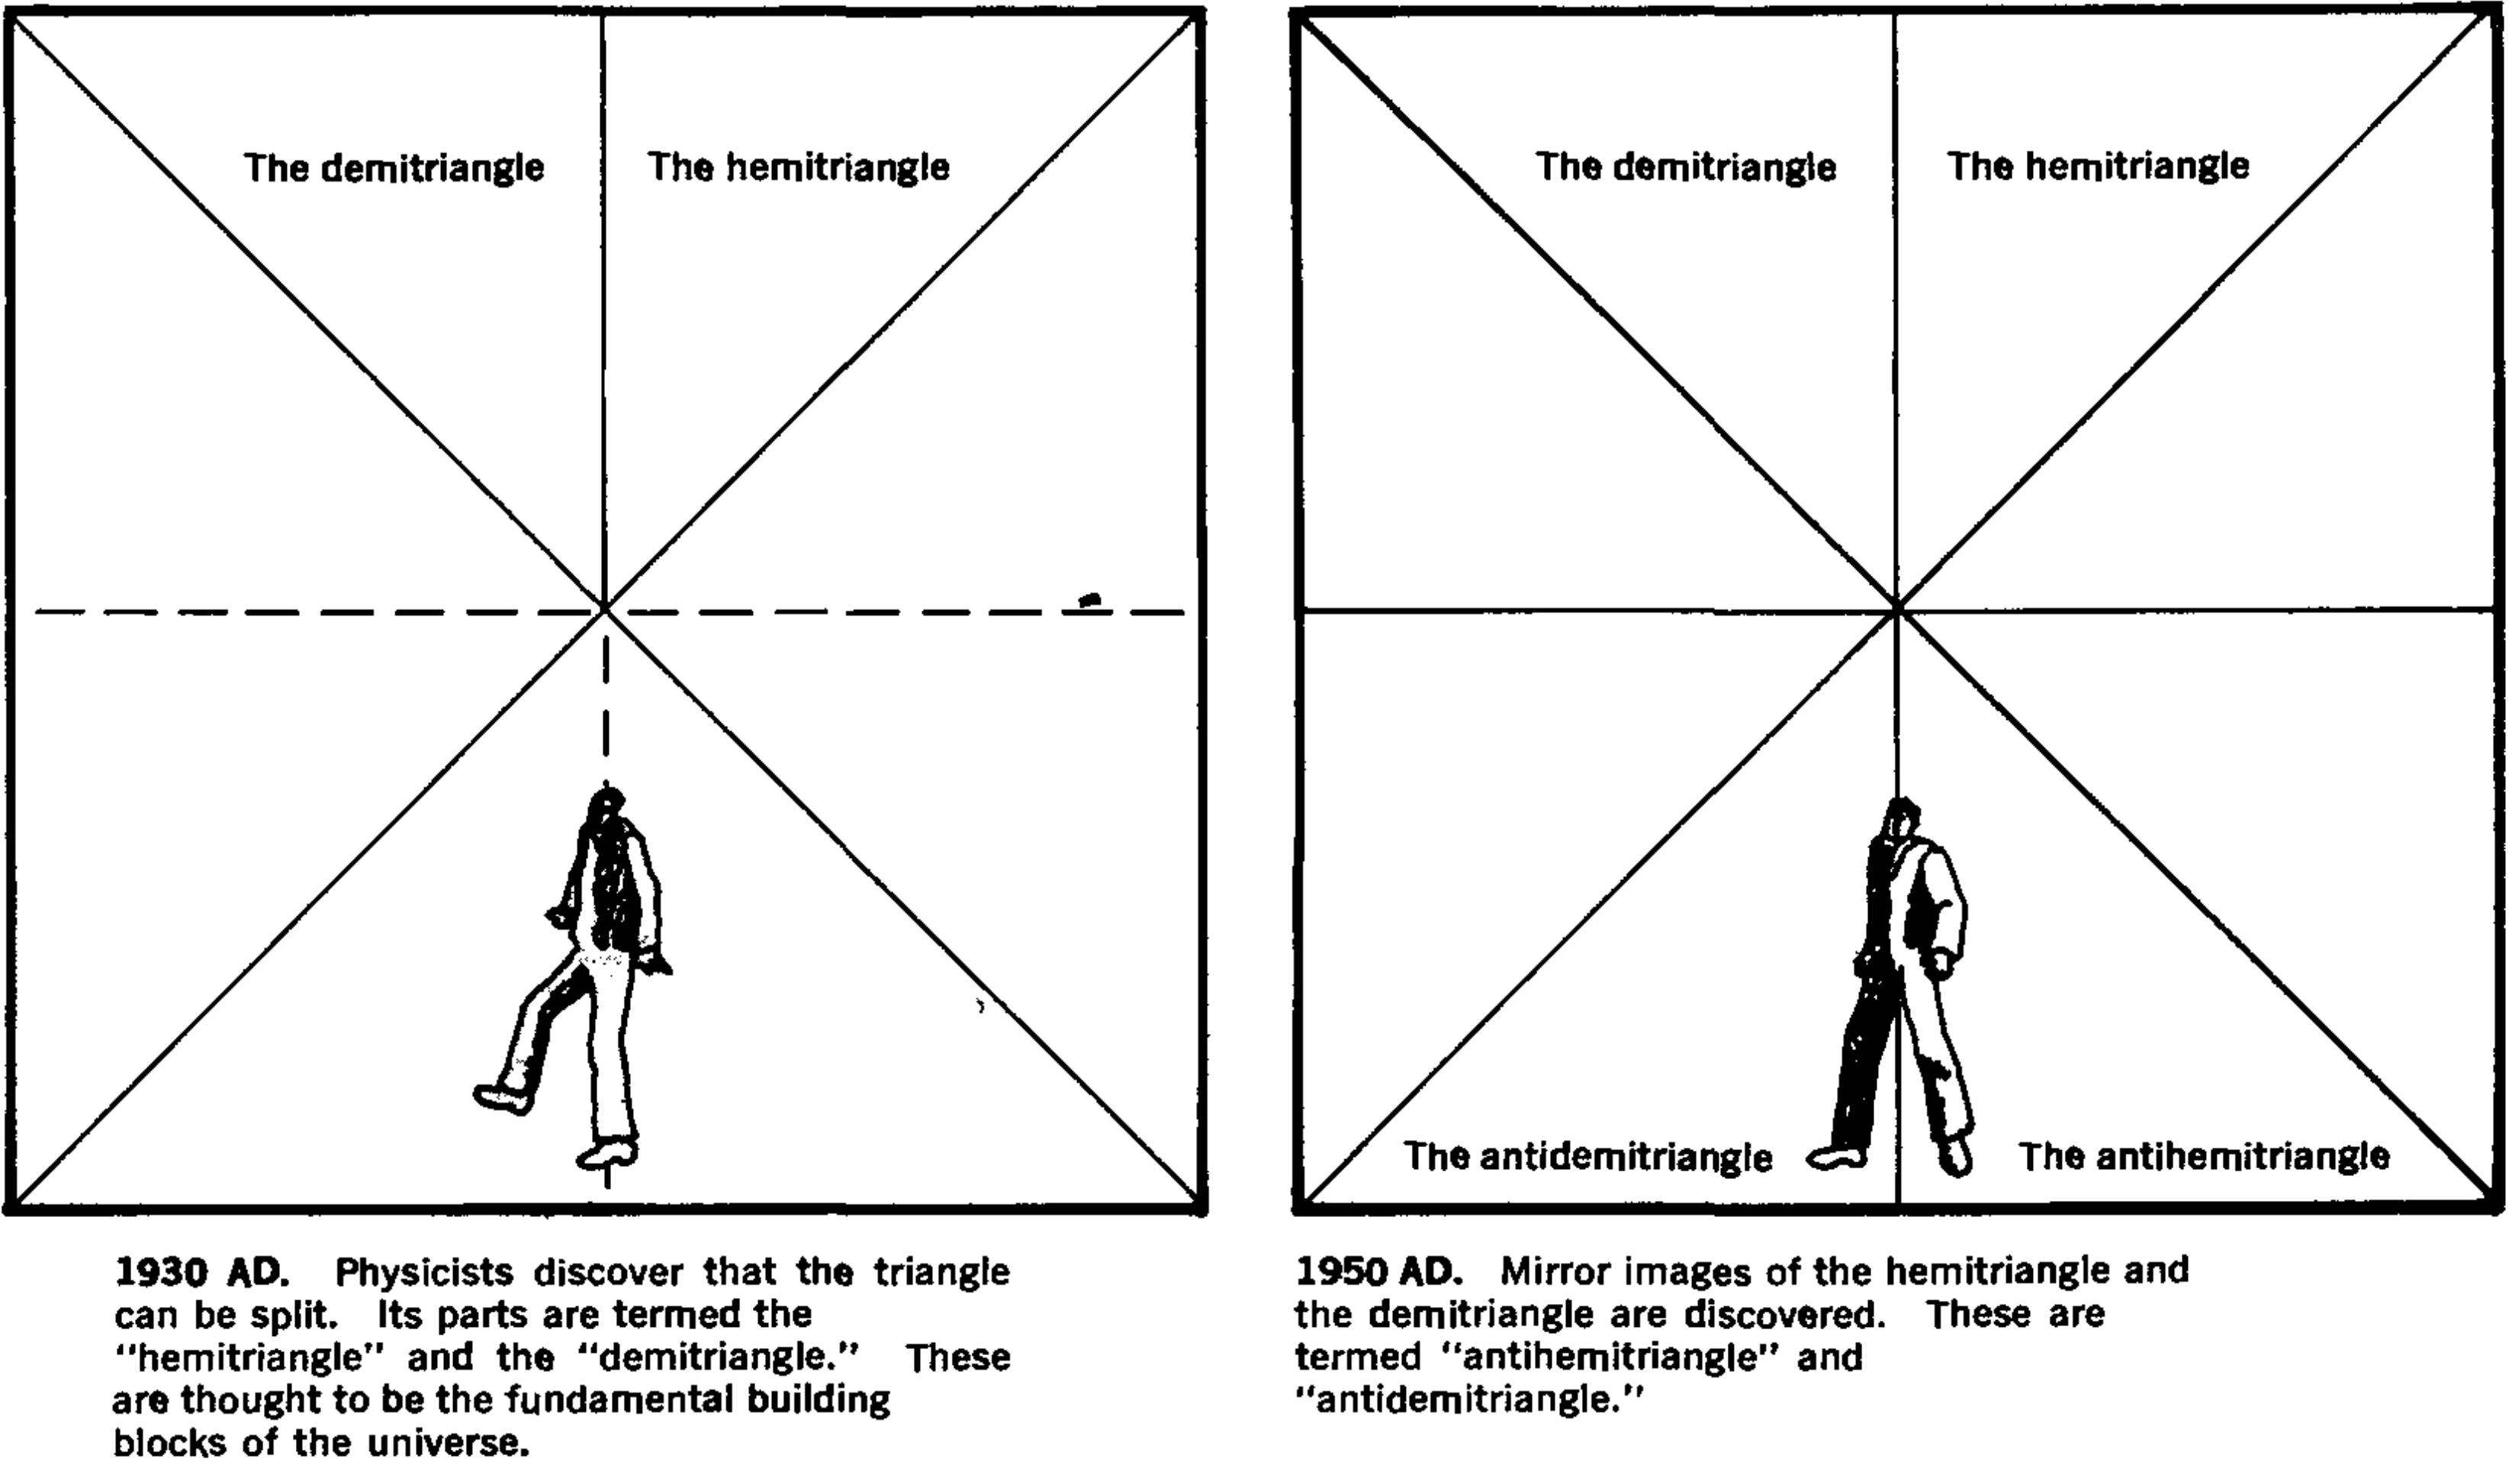 The demitriangle
The hemitriangle
1930 AD. Physicists discover that the triangle
can be split. Its parts are termed the
"hemitriangle" and the "demitriangle." These
are thought to be the fundamental building
blocks of the universe.
The demitriangle
The hemitriangle
The antidemitriangle
The antihemitriangle
1950 AD. Mirror images of the hemitriangle and
the demitriangle are discovered. These are
termed "antihemitriangle" and
"antidemitriangle."